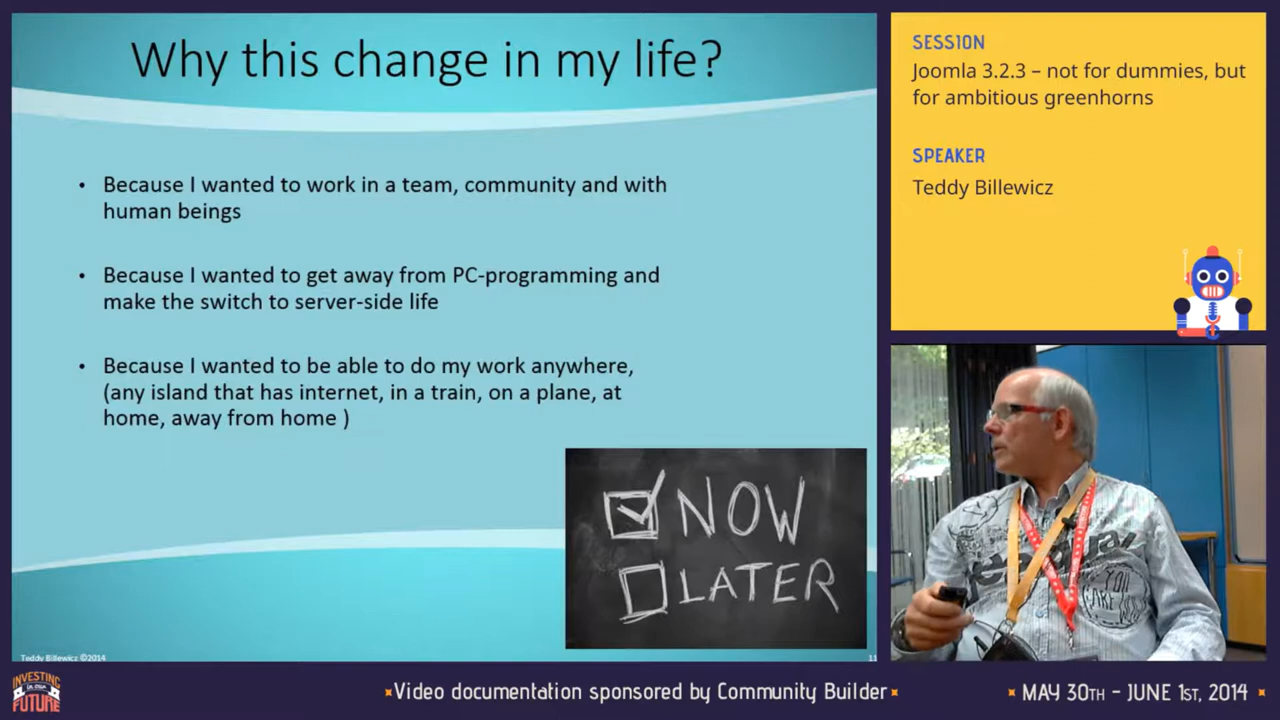 Why this change in my life?
• Because I wanted to work in a team, community and with
human beings
• Because I wanted to get away from PC-programming and
make the switch to server-side life
• Because I wanted to be able to do my work anywhere,
(any island that has internet, in a train, on a plane, at
home, away from home )
NOW
LATER
Teddy Billewicz ©2014
11
SESSION
Joomla 3.2.3 – not for dummies, but
for ambitious greenhorns
SPEAKER
Teddy Billewicz
YOU
INVESTING
FUTURE
Video documentation sponsored by Community Builder
MAY 30TH - JUNE 1ST, 2014